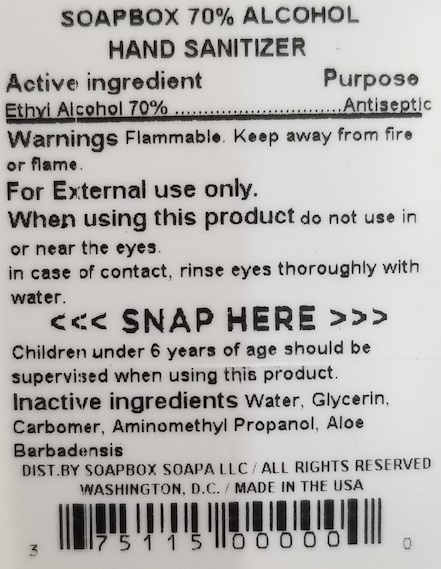 SOAPBOX 70% ALCOHOL
HAND SANITIZER
Active ingredient Purpose
Ethyl Alcohol 70% ................................Antiseptic
Warnings Flammable. Keep away from fire
or flame.
For External use only.
When using this product do not use in
or near the eyes.
in case of contact, rinse eyes thoroughly with
water.
<<< SNAP HERE >>>
Children under 6 years of age should be
supervised when using this product.
Inactive ingredients Water, Glycerin,
Carbomer, Aminomethyl Propanol, Aloe
Barbadensis
DIST.BY SOAPBOX SOAPA LLC / ALL RIGHTS RESERVED
WASHINGTON, D.C. / MADE IN THE USA
3 75115 00000 0